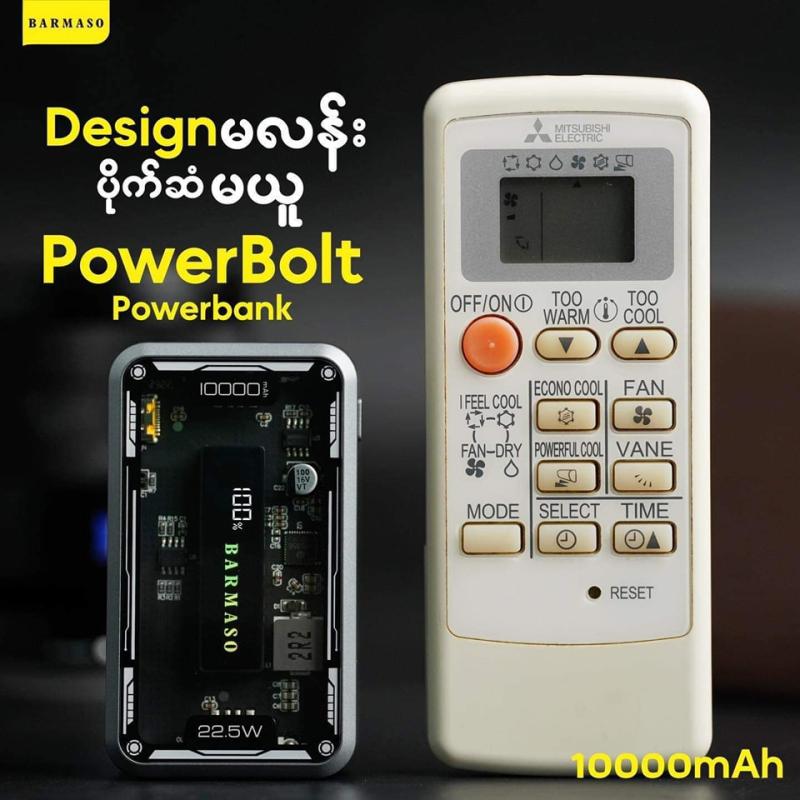 BARMASO
Designမလန်း
ပိုက်ဆံ မယူ
PowerBolt
Powerbank
10000mAh
100%
BARMASO
100
16V
VT
2R2
22.5W
MITSUBISHI
ELECTRIC
OFF/ON
TOO WARM
TOO COOL
I FEEL COOL
ECONO COOL
FAN
FAN-DRY
POWERFUL COOL
VANE
MODE
SELECT
TIME
RESET
10000mAh